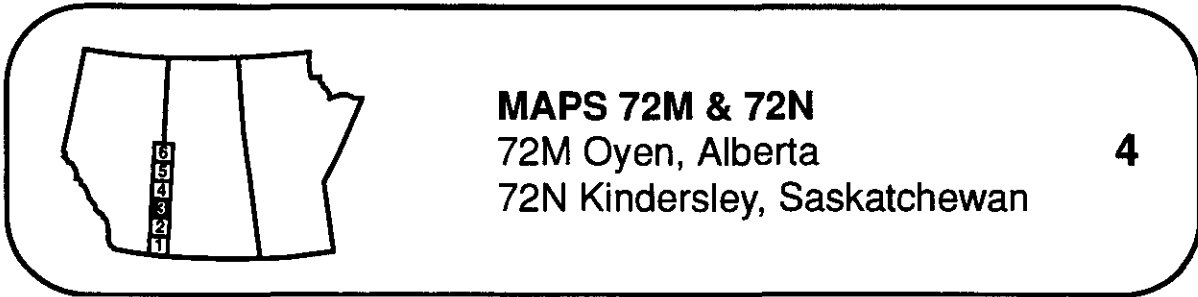 6
5
4
3
2
1
MAPS 72M & 72N
72M Oyen, Alberta
72N Kindersley, Saskatchewan
4